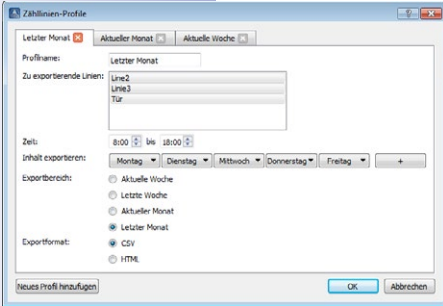 Zähllinien-Profile
Letzter Monat Aktueller Monat Aktuelle Woche
Profilname: Letzter Monat
Zu exportierende Linien: Line2
Linie3
Tür
Zeit: 8:00 bis 18:00
Inhalt exportieren: Montag Dienstag Mittwoch Donnerstag Freitag +
Exportbereich: Aktuelle Woche
Letzte Woche
Aktueller Monat
Letzter Monat
Exportformat: CSV
HTML
Neues Profil hinzufügen OK Abbrechen